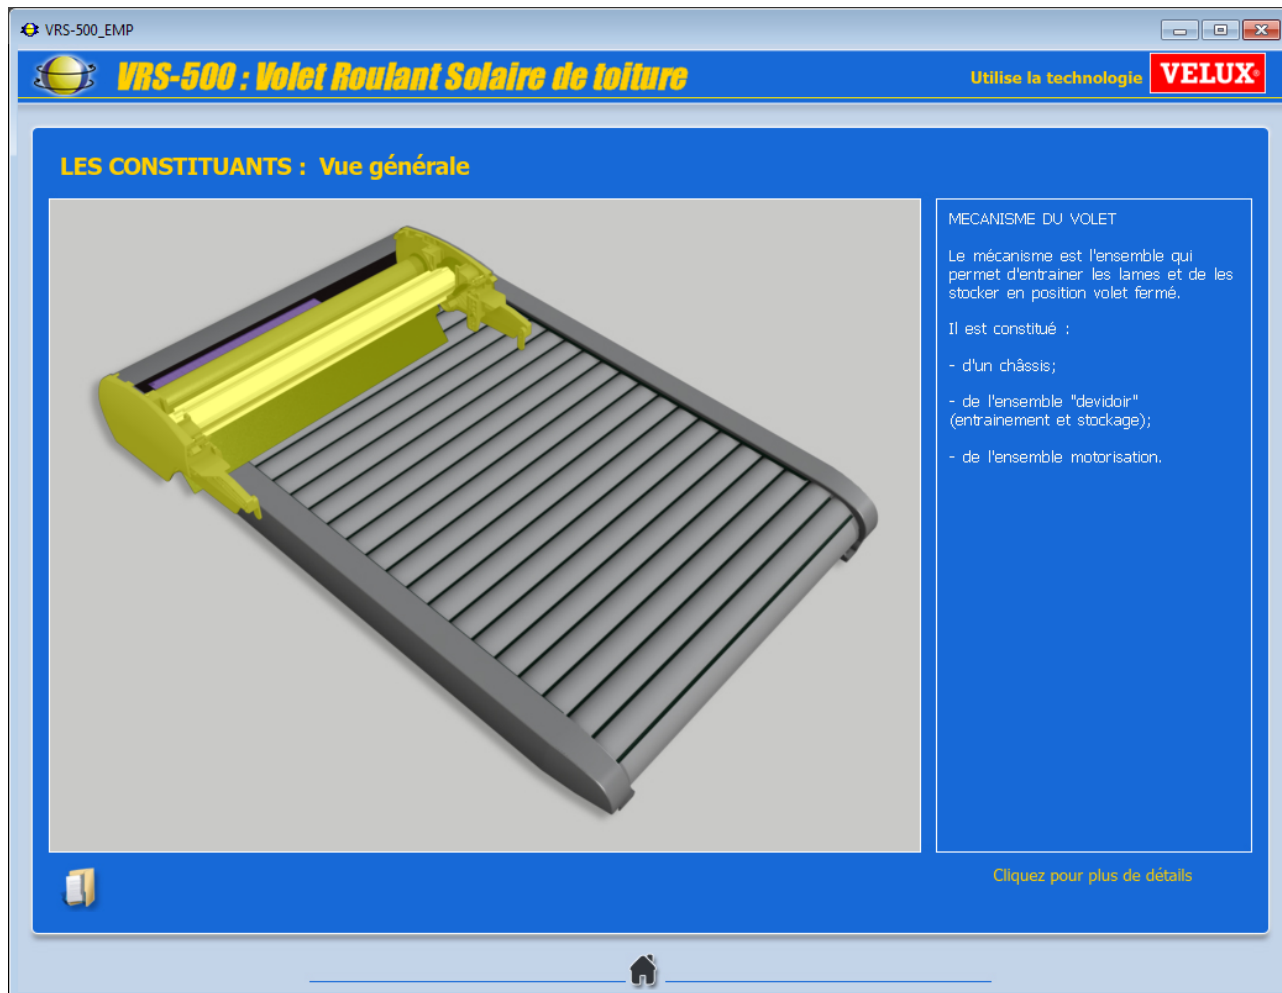 VRS-500_EMP
VRS-500 : Volet Roulant Solaire de toiture
Utilise la technologie VELUX®
LES CONSTITUANTS : Vue générale
MECANISME DU VOLET
Le mécanisme est l'ensemble qui
permet d'entrainer les lames et de les
stocker en position volet fermé.
Il est constitué :
- d'un châssis;
- de l'ensemble "devidoir"
(entrainement et stockage);
- de l'ensemble motorisation.
Cliquez pour plus de détails